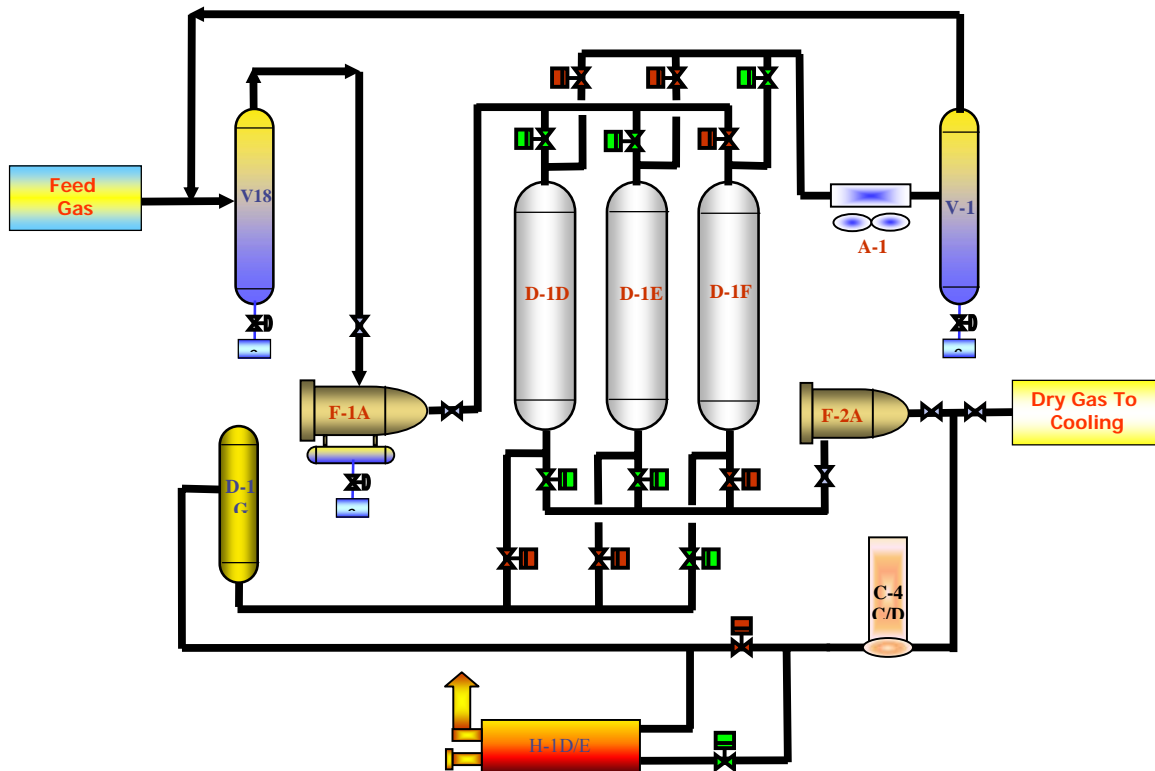 Feed
Gas
V18
D-1D
D-1E
D-1F
A-1
V-1
F-1A
F-2A
Dry Gas To
Cooling
D-1
G
C-4
C/D
H-1D/E